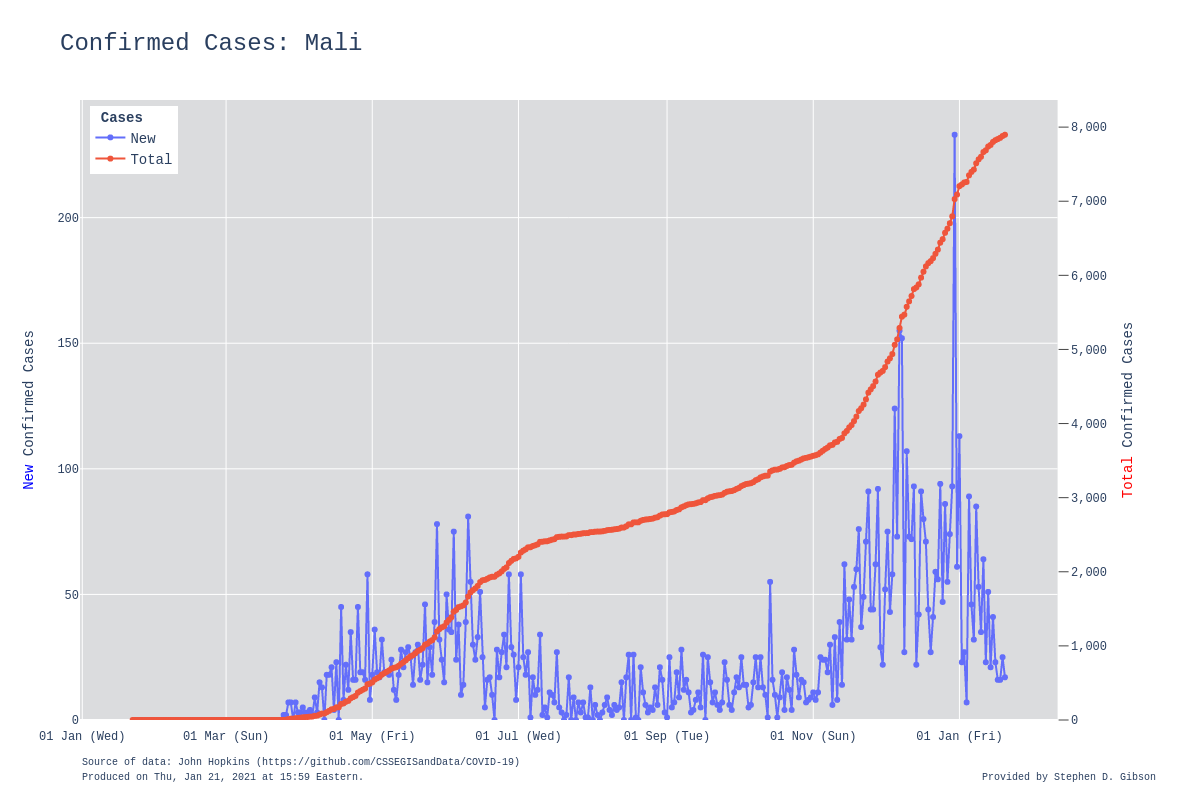 Confirmed Cases: Mali
Cases
New
Total
200
150
100
50
0
New Confirmed Cases
8,000
7,000
6,000
5,000
4,000
3,000
2,000
1,000
0
Total Confirmed Cases
01 Jan (Wed) 01 Mar (Sun) 01 May (Fri) 01 Jul (Wed) 01 Sep (Tue) 01 Nov (Sun) 01 Jan (Fri)
Source of data: John Hopkins (https://github.com/CSSEGISandData/COVID-19)
Produced on Thu, Jan 21, 2021 at 15:59 Eastern.
Provided by Stephen D. Gibson